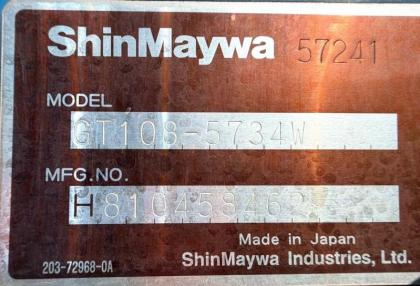 ShinMaywa 57241
MODEL
GT108-5734W
MFG.NO.
H810458462
Made in Japan
203-72968-0A ShinMaywa Industries, Ltd.